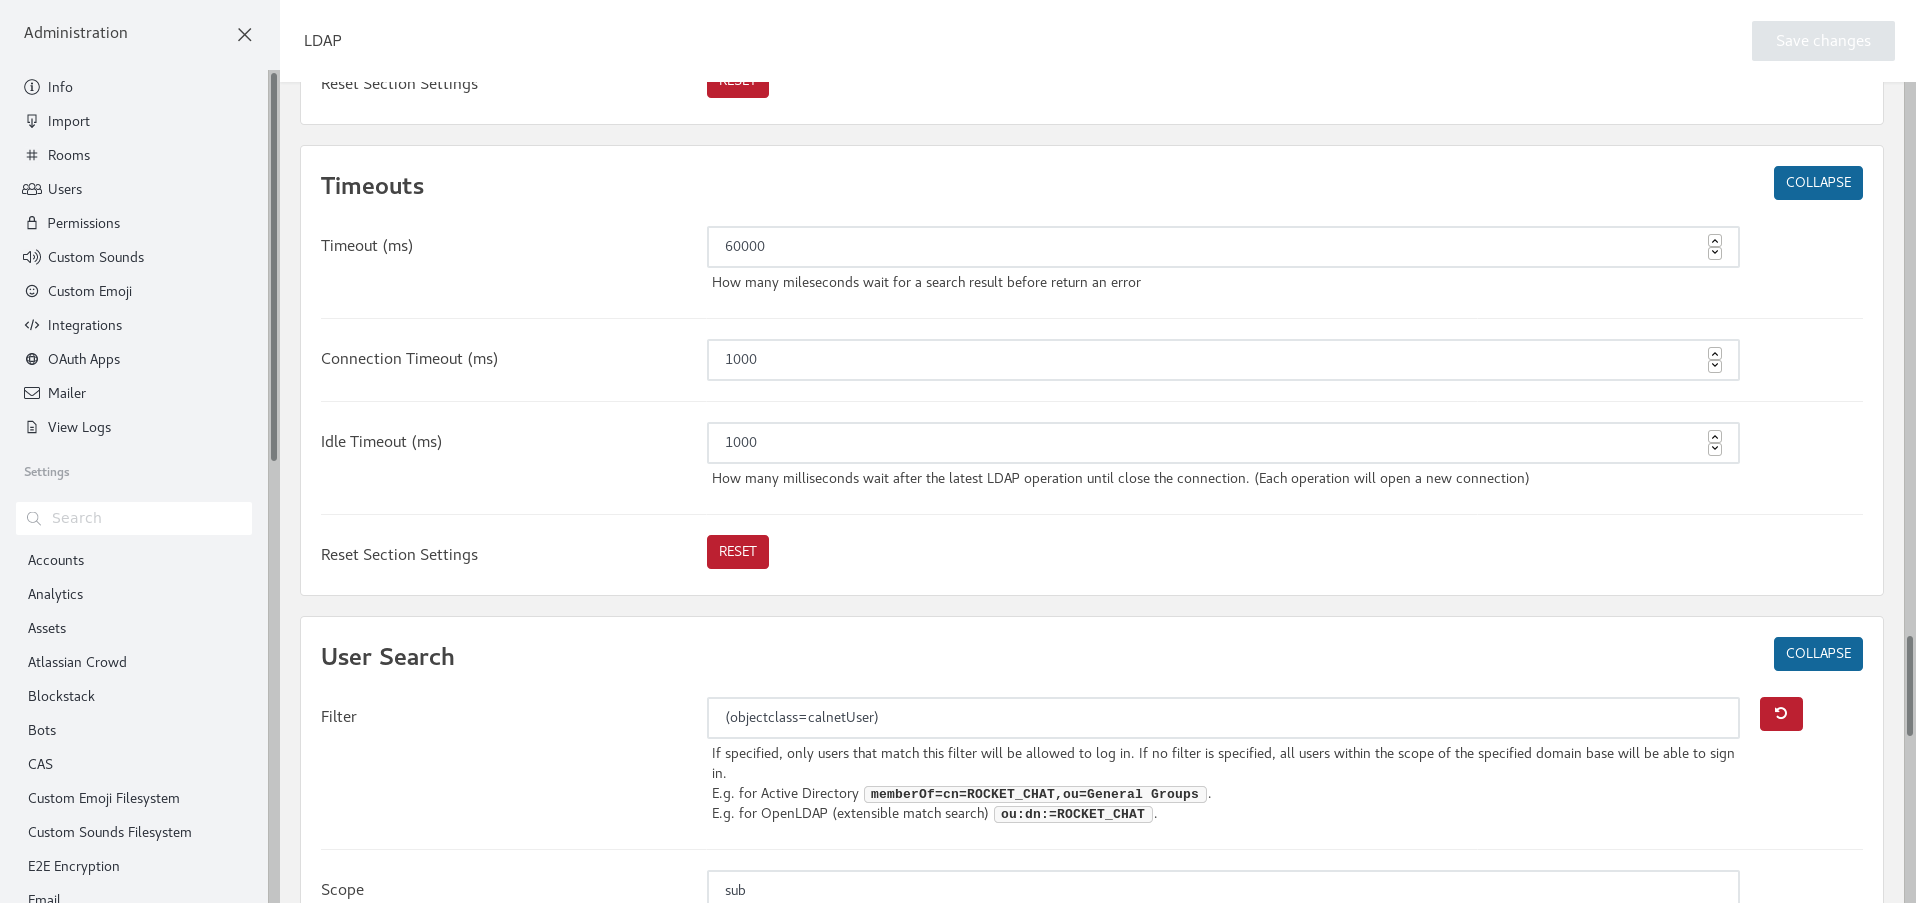 Administration
Info
Import
Rooms
Users
Permissions
Custom Sounds
Custom Emoji
Integrations
OAuth Apps
Mailer
View Logs
Settings
Search
Accounts
Analytics
Assets
Atlassian Crowd
Blockstack
Bots
CAS
Custom Emoji Filesystem
Custom Sounds Filesystem
E2E Encryption
Email
LDAP
Save changes
Reset Section Settings
RESET
Timeouts
COLLAPSE
Timeout (ms)
60000
How many mileseconds wait for a search result before return an error
Connection Timeout (ms)
1000
Idle Timeout (ms)
1000
How many milliseconds wait after the latest LDAP operation until close the connection. (Each operation will open a new connection)
Reset Section Settings
RESET
User Search
COLLAPSE
Filter
(objectclass=calnetUser)
If specified, only users that match this filter will be allowed to log in. If no filter is specified, all users within the scope of the specified domain base will be able to sign
in.
E.g. for Active Directory memberOf=cn=ROCKET_CHAT,ou=General Groups.
E.g. for OpenLDAP (extensible match search) ou:dn:=ROCKET_CHAT.
Scope
sub